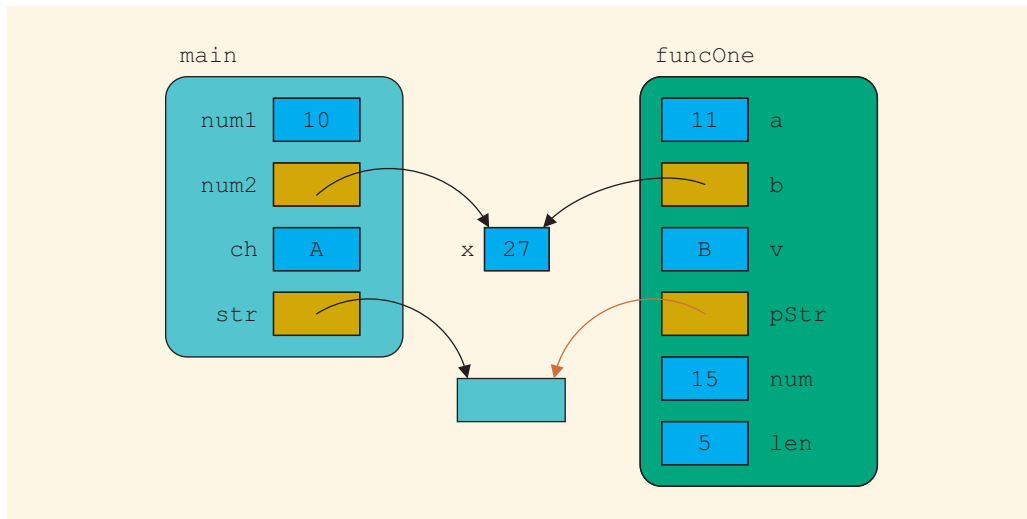 main funcOne
num1 10 11 a
num2 b
x 27
ch A B v
str pStr
15 num
5 len